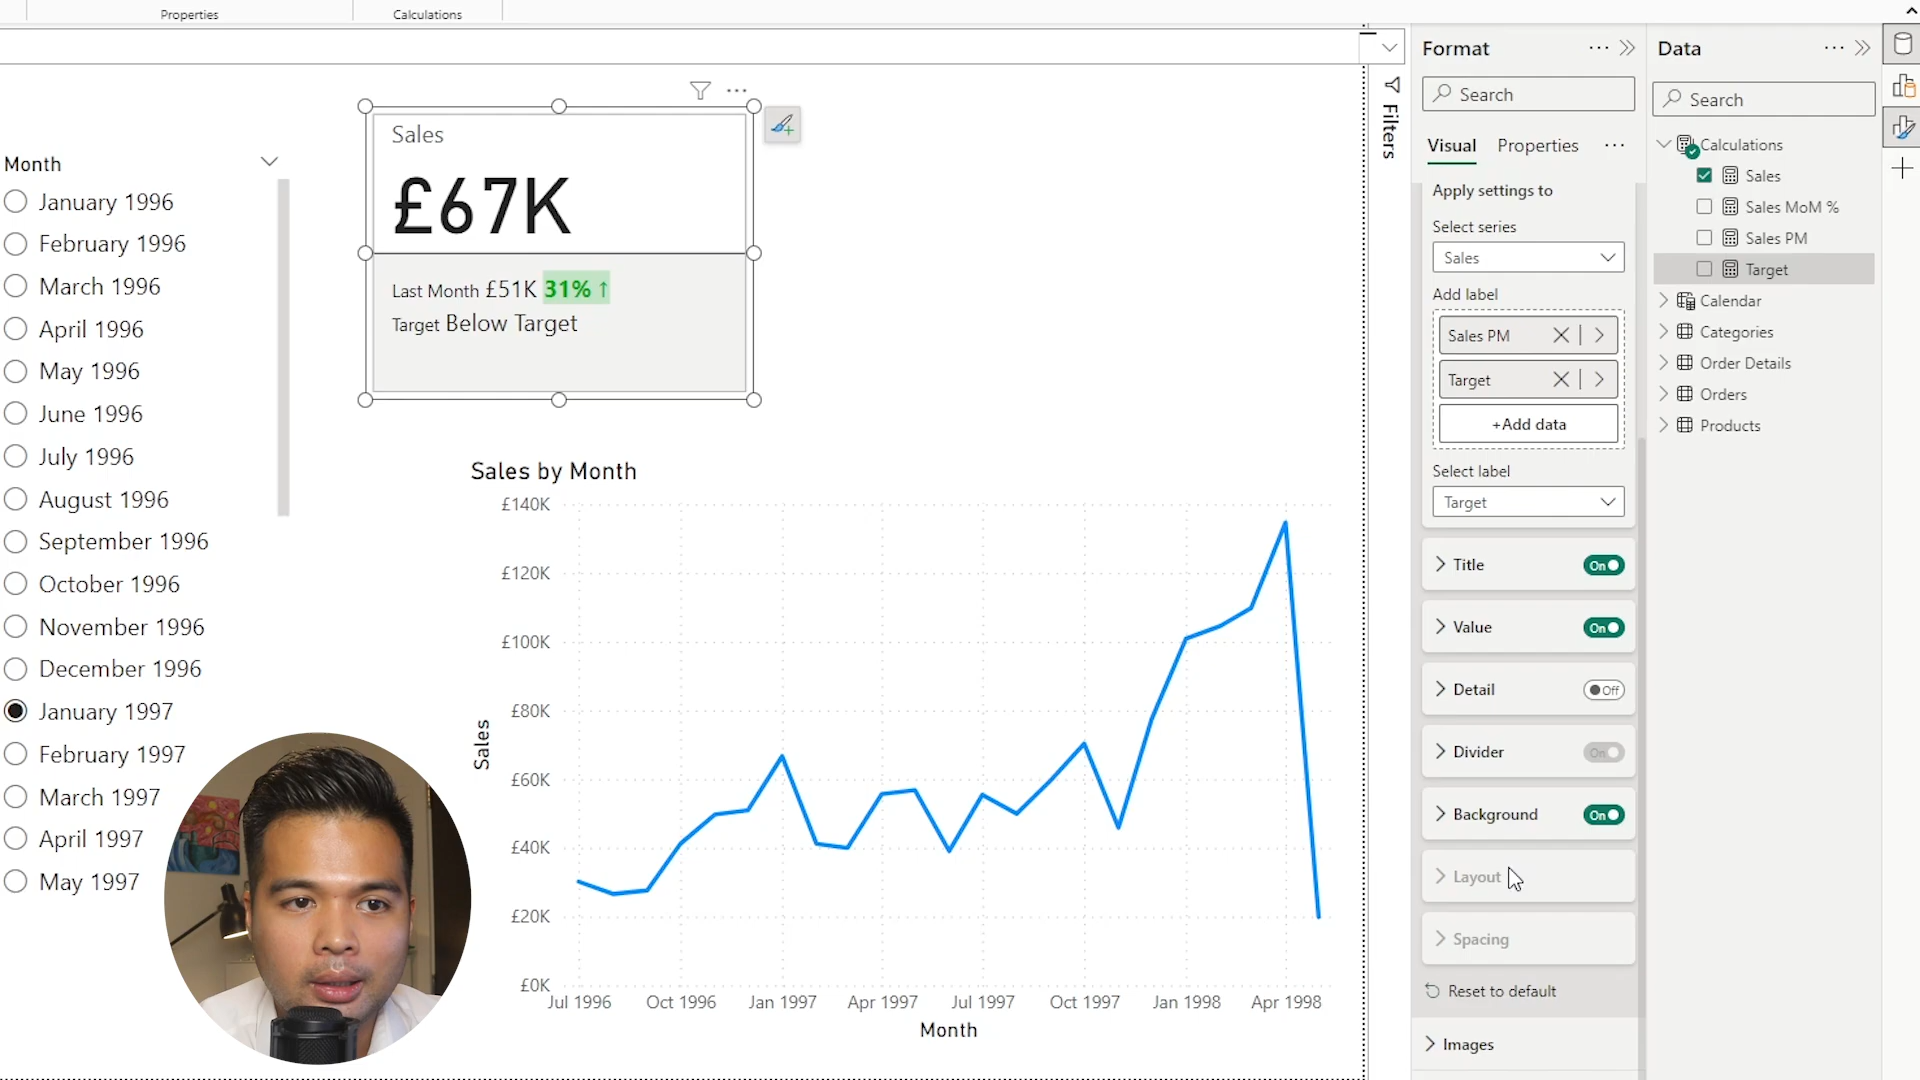 Properties
Calculations
Month
January 1996
February 1996
March 1996
April 1996
May 1996
June 1996
July 1996
August 1996
September 1996
October 1996
November 1996
December 1996
January 1997
February 1997
March 1997
April 1997
May 1997
Sales
£67K
Last Month £51K 31% ↑
Target Below Target
Sales by Month
Sales
£140K
£120K
£100K
£80K
£60K
£40K
£20K
£0K
Jul 1996
Oct 1996
Jan 1997
Apr 1997
Jul 1997
Oct 1997
Jan 1998
Apr 1998
Month
Filters
Format
Search
Visual
Properties
Apply settings to
Select series
Sales
Add label
Sales PM
Target
+Add data
Select label
Target
Title
On
Value
On
Detail
Off
Divider
On
Background
On
Layout
Spacing
Reset to default
Images
Data
Search
Calculations
Sales
Sales MoM %
Sales PM
Target
Calendar
Categories
Order Details
Orders
Products